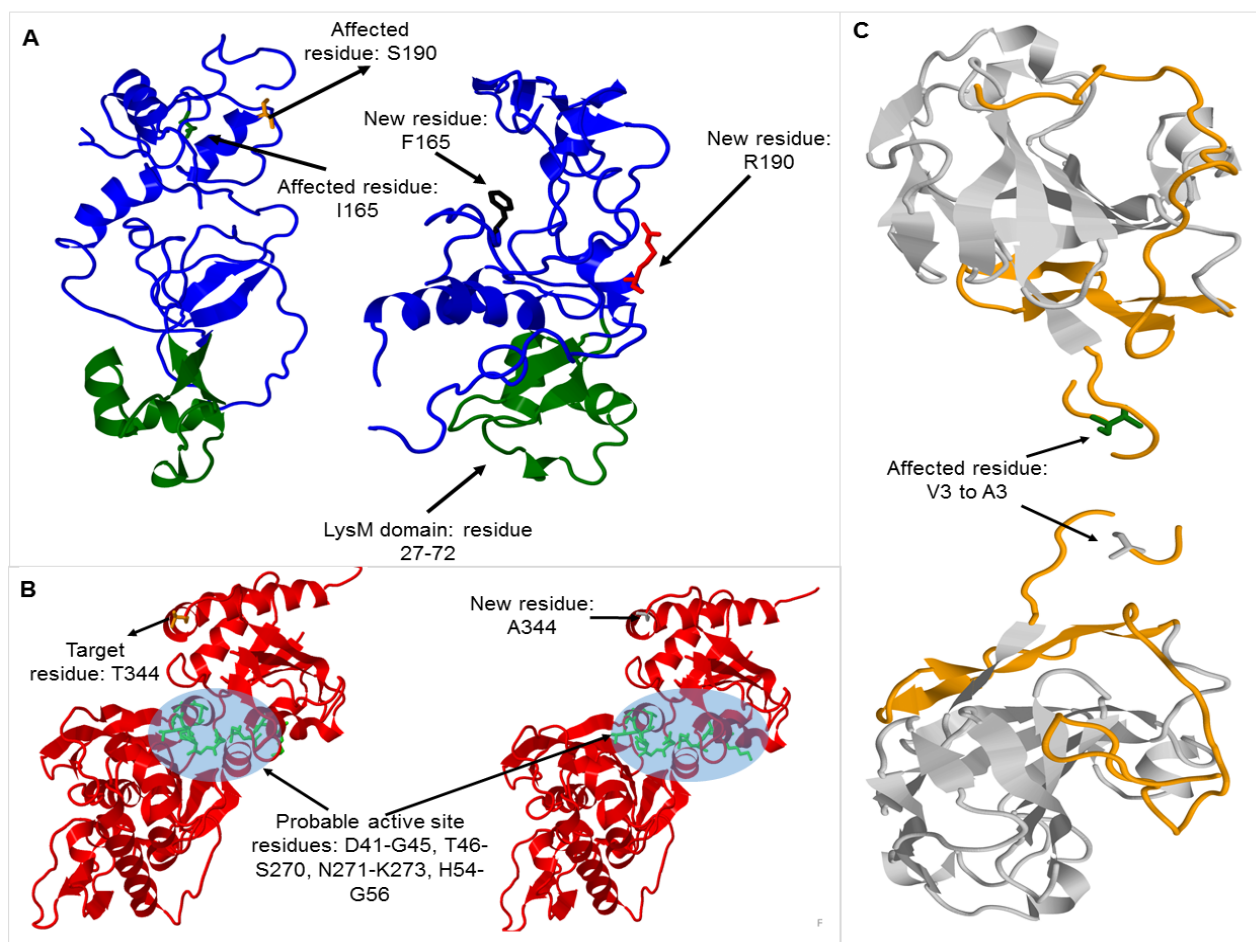 A
Affected
residue: S190
New residue:
F165
New residue:
R190
Affected residue:
I165
LysM domain: residue
27-72
B
Target
residue: T344
New residue:
A344
Probable active site
residues: D41-G45, T46-
S270, N271-K273, H54-
G56
F
C
Affected residue:
V3 to A3